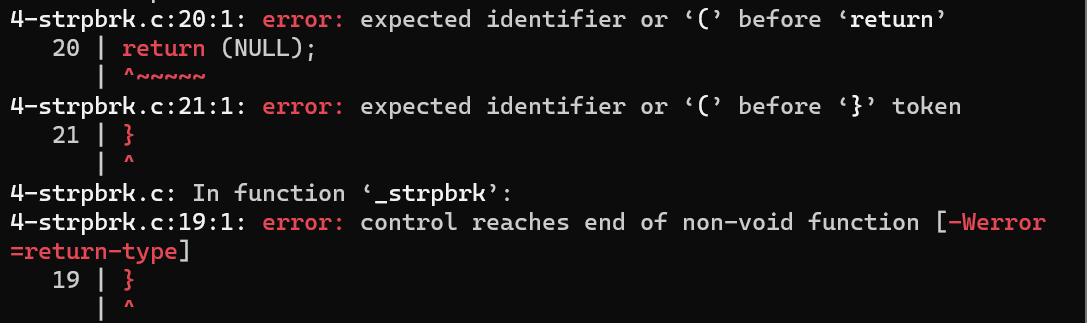 4-strpbrk.c:20:1: error: expected identifier or ‘(’ before ‘return’
20 | return (NULL);
| ^~~~~~
4-strpbrk.c:21:1: error: expected identifier or ‘(’ before ‘}’ token
21 | }
| ^
4-strpbrk.c: In function ‘_strpbrk’:
4-strpbrk.c:19:1: error: control reaches end of non-void function [-Werror
=return-type]
19 | }
| ^